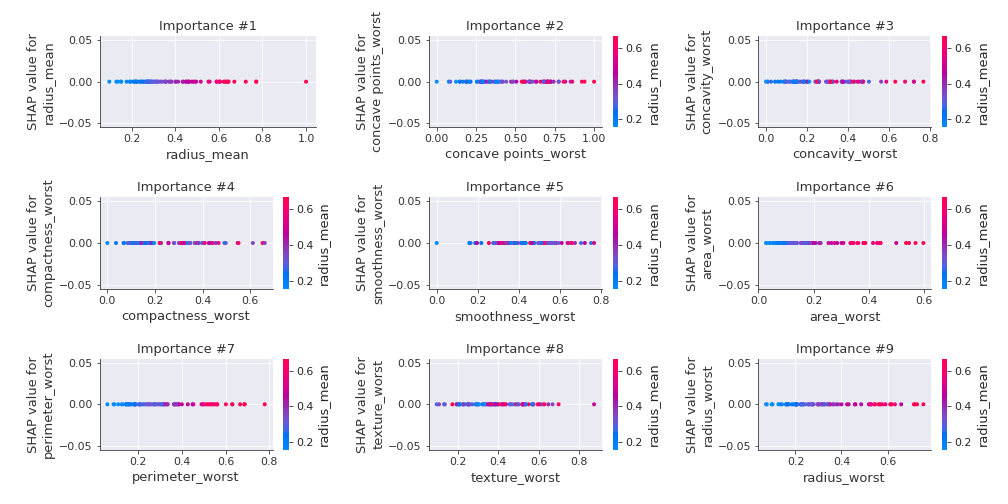 Importance #1
SHAP value for
radius_mean
0.05
0.00
−0.05
0.2
0.4
0.6
0.8
1.0
radius_mean
Importance #2
SHAP value for
concave points_worst
0.05
0.00
−0.05
0.00
0.25
0.50
0.75
1.00
concave points_worst
0.6
0.4
0.2
radius_mean
Importance #3
SHAP value for
concavity_worst
0.05
0.00
−0.05
0.0
0.2
0.4
0.6
0.8
concavity_worst
0.6
0.4
0.2
radius_mean
Importance #4
SHAP value for
compactness_worst
0.05
0.00
−0.05
0.0
0.2
0.4
0.6
compactness_worst
0.6
0.4
0.2
radius_mean
Importance #5
SHAP value for
smoothness_worst
0.05
0.00
−0.05
0.0
0.2
0.4
0.6
0.8
smoothness_worst
0.6
0.4
0.2
radius_mean
Importance #6
SHAP value for
area_worst
0.05
0.00
−0.05
0.0
0.2
0.4
0.6
area_worst
0.6
0.4
0.2
radius_mean
Importance #7
SHAP value for
perimeter_worst
0.05
0.00
−0.05
0.2
0.4
0.6
0.8
perimeter_worst
0.6
0.4
0.2
radius_mean
Importance #8
SHAP value for
texture_worst
0.05
0.00
−0.05
0.2
0.4
0.6
0.8
texture_worst
0.6
0.4
0.2
radius_mean
Importance #9
SHAP value for
radius_worst
0.05
0.00
−0.05
0.2
0.4
0.6
radius_worst
0.6
0.4
0.2
radius_mean